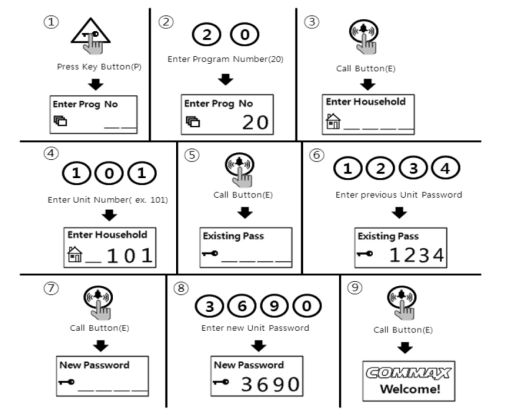 ①
Press Key Button(P)
Enter Prog No
_ _
②
2 0
Enter Program Number(20)
Enter Prog No
20
③
Call Button(E)
Enter Household
_ _ _ _
④
1 0 1
Enter Unit Number( ex. 101)
Enter Household
_ 1 0 1
⑤
Call Button(E)
Existing Pass
_ _ _ _
⑥
1 2 3 4
Enter previous Unit Password
Existing Pass
1234
⑦
Call Button(E)
New Password
_ _ _ _
⑧
3 6 9 0
Enter new Unit Password
New Password
3690
⑨
Call Button(E)
COMMAX
Welcome!